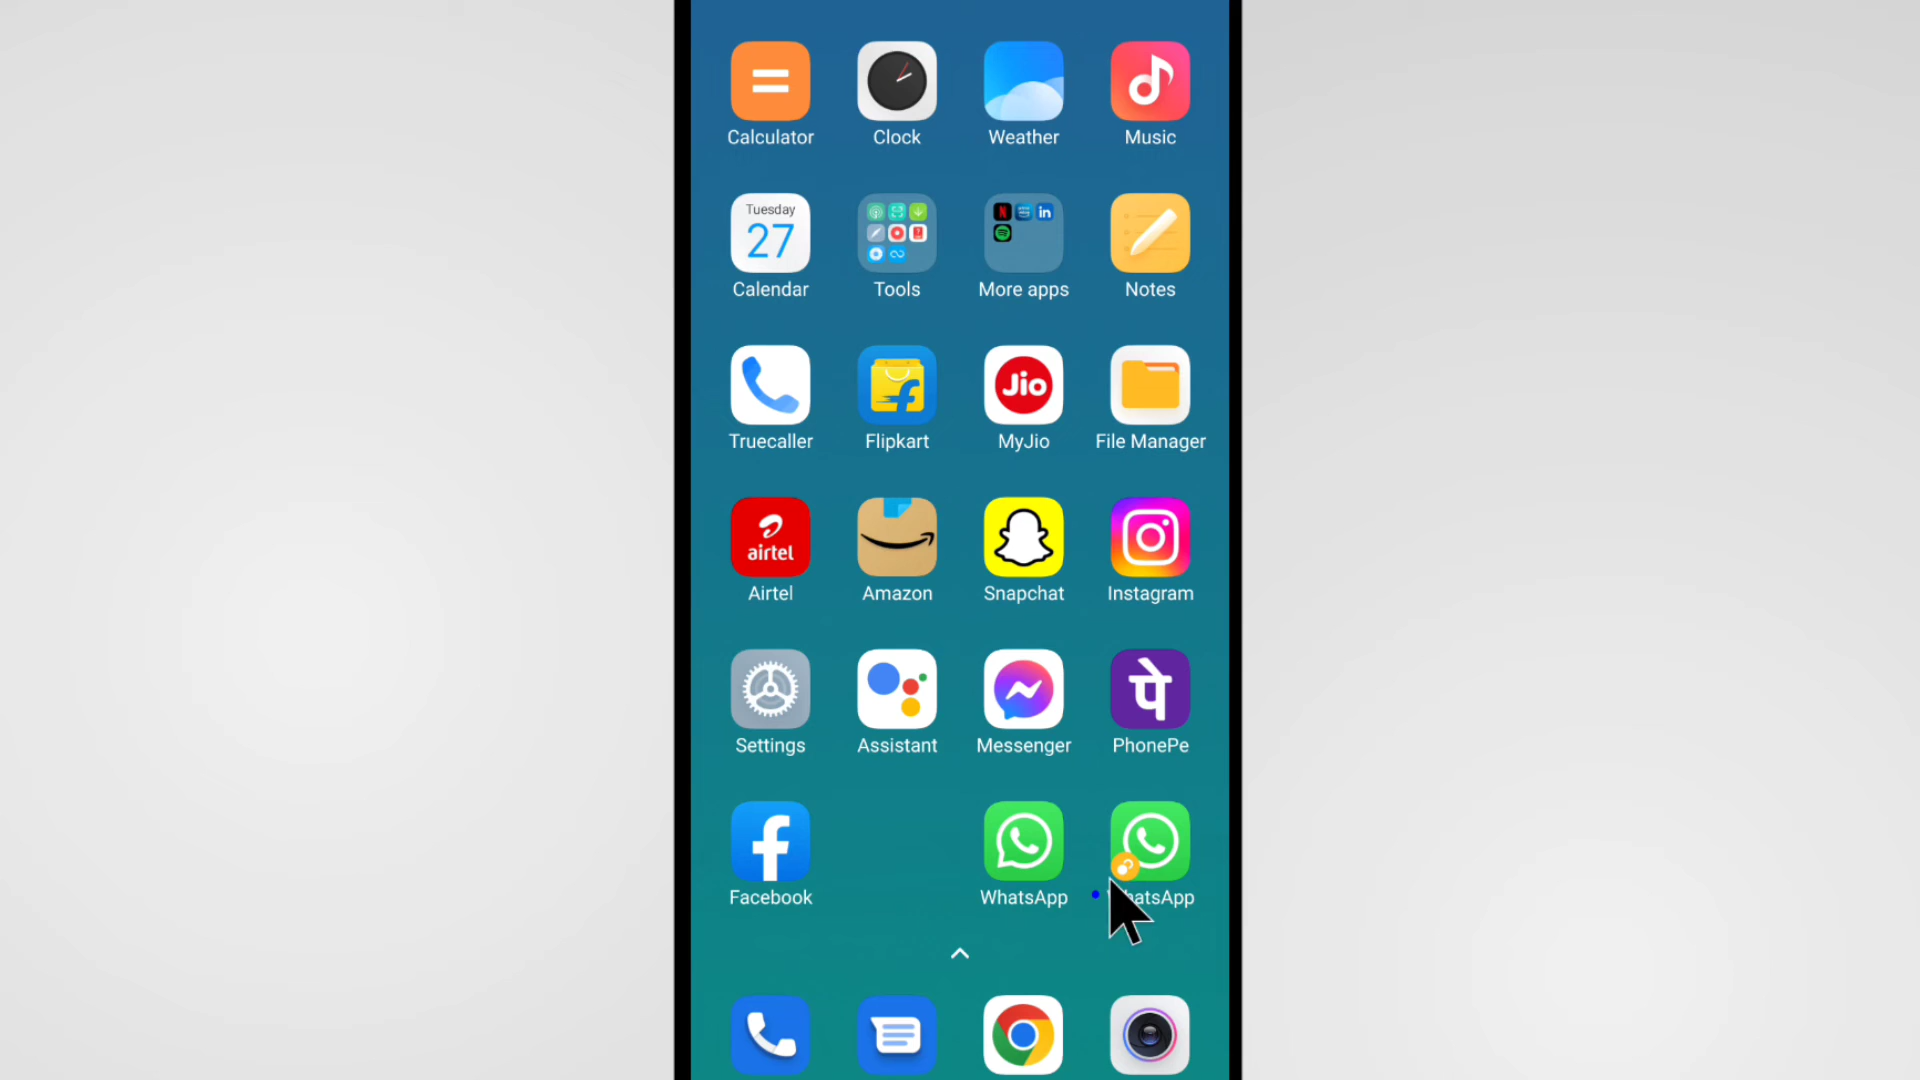 Calculator Clock Weather Music
Tuesday
27
Calendar Tools More apps Notes
Jio
Truecaller Flipkart MyJio File Manager
airtel
Airtel Amazon Snapchat Instagram
पे
Settings Assistant Messenger PhonePe
Facebook WhatsApp WhatsApp